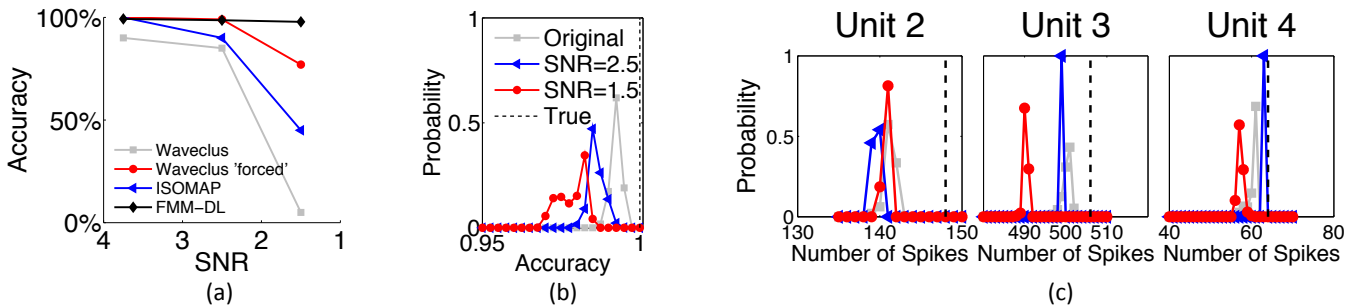 100%
50%
0%
4
3
2
1
Accuracy
SNR
Waveclus
Waveclus 'forced'
ISOMAP
FMM-DL
(a)
1
0.5
0
0.95
1
Probability
Accuracy
Original
SNR=2.5
SNR=1.5
True
(b)
Unit 2
Unit 3
Unit 4
1
0.5
0
Probability
130
140
150
Number of Spikes
490
500
510
Number of Spikes
40
60
80
Number of Spikes
(c)